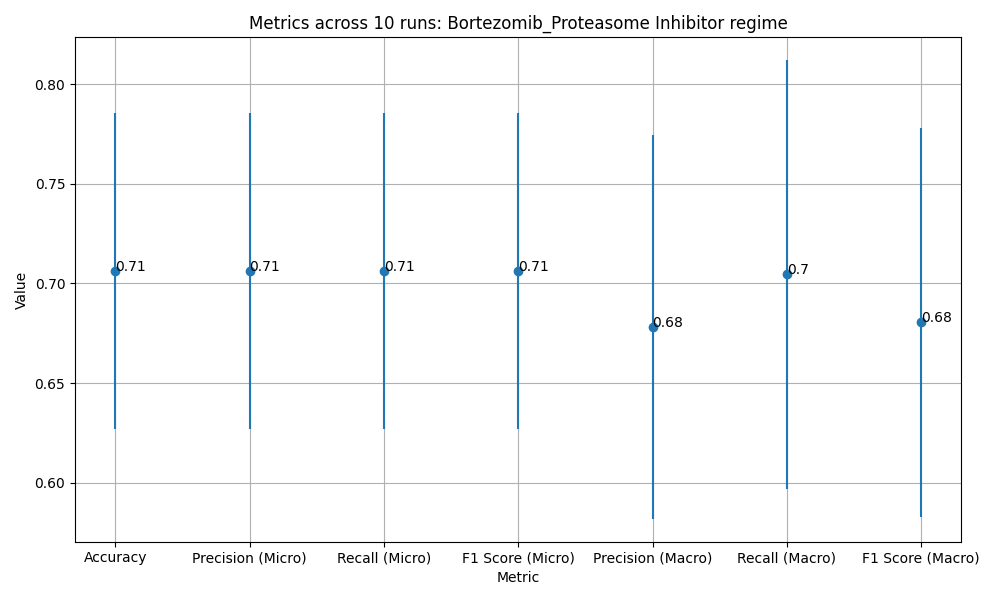 Metrics across 10 runs: Bortezomib_Proteasome Inhibitor regime
Value
0.80
0.75
0.70
0.65
0.60
0.71
0.71
0.71
0.71
0.68
0.7
0.68
Accuracy
Precision (Micro)
Recall (Micro)
F1 Score (Micro)
Precision (Macro)
Recall (Macro)
F1 Score (Macro)
Metric